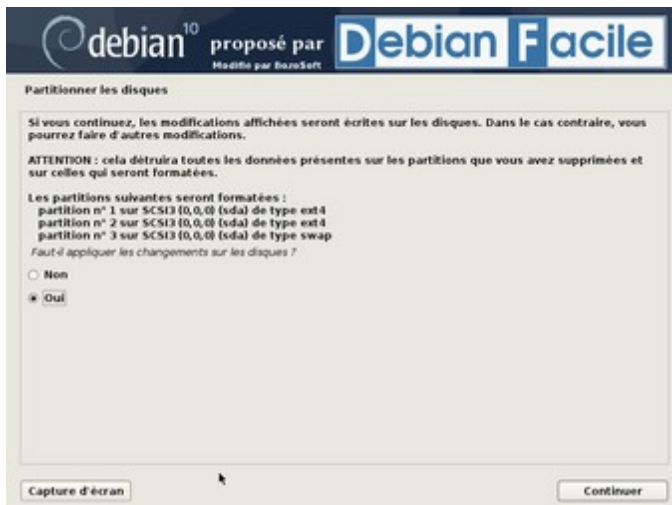 debian 10 proposé par Debian Facile
Modifié par BozoSoft
Partitionner les disques
Si vous continuez, les modifications affichées seront écrites sur les disques. Dans le cas contraire, vous
pourrez faire d'autres modifications.
ATTENTION : cela détruira toutes les données présentes sur les partitions que vous avez supprimées et
sur celles qui seront formatées.
Les partitions suivantes seront formatées :
partition n° 1 sur SCSI3 (0,0,0) (sda) de type ext4
partition n° 2 sur SCSI3 (0,0,0) (sda) de type ext4
partition n° 3 sur SCSI3 (0,0,0) (sda) de type swap
Faut-il appliquer les changements sur les disques ?
Non
Oui
Capture d'écran
Continuer